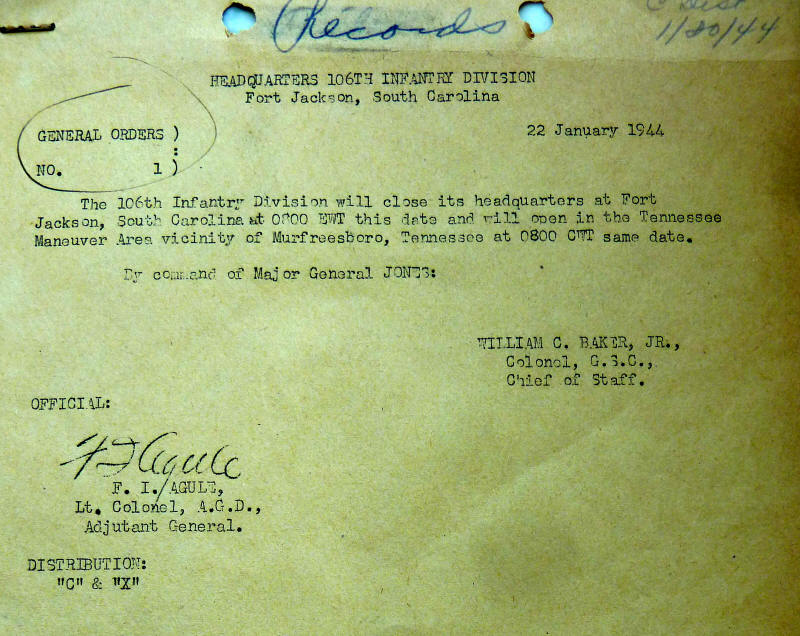 Records
C Dist
1/20/44
HEADQUARTERS 106TH INFANTRY DIVISION
Fort Jackson, South Carolina
GENERAL ORDERS )
22 January 1944
:
NO. 1 )
The 106th Infantry Division will close its headquarters at Fort
Jackson, South Carolina at 0800 EWT this date and will open in the Tennessee
Maneuver Area vicinity of Murfreesboro, Tennessee at 0800 CWT same date.
By command of Major General JONES:
WILLIAM C. BAKER, JR.,
Colonel, G.S.C.,
Chief of Staff.
OFFICIAL:
F I Agule
F. I. AGULE,
Lt. Colonel, A.G.D.,
Adjutant General.
DISTRIBUTION:
"C" & "X"